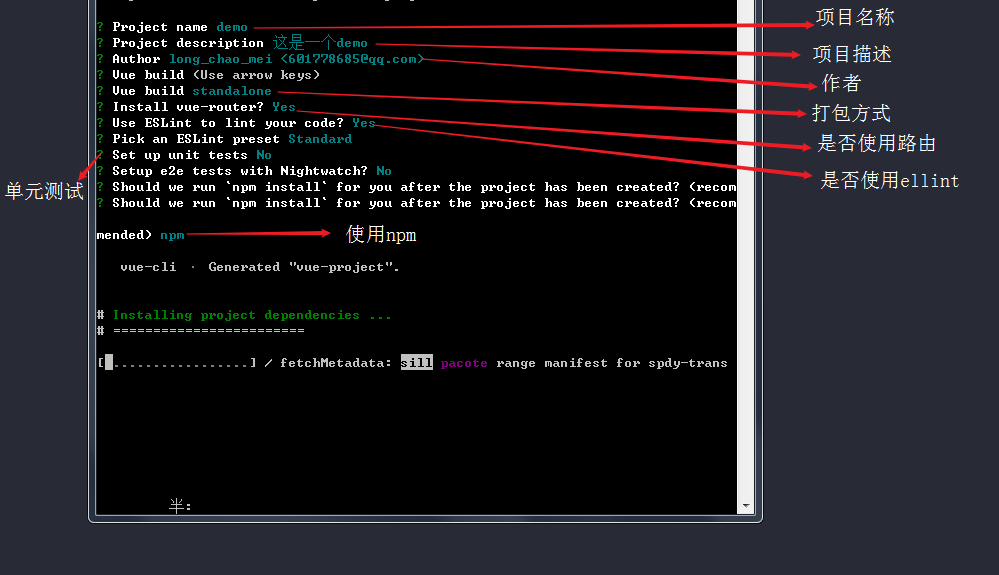 ? Project name demo
项目名称
? Project description 这是一个demo
项目描述
? Author long_chao_mei <601778685@qq.com>
作者
? Vue build (Use arrow keys)
? Vue build standalone
打包方式
? Install vue-router? Yes
是否使用路由
? Use ESLint to lint your code? Yes
是否使用ellint
? Pick an ESLint preset Standard
? Set up unit tests No
单元测试
? Setup e2e tests with Nightwatch? No
? Should we run `npm install` for you after the project has been created? (recom
? Should we run `npm install` for you after the project has been created? (recom
mended) npm
使用npm
vue-cli · Generated "vue-project".
# Installing project dependencies ...
# ========================
[ .................] / fetchMetadata: sill pacote range manifest for spdy-trans
半: